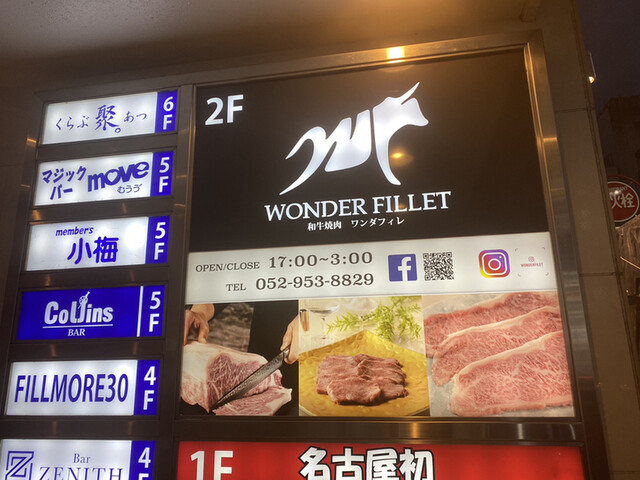 くらぶ 聚。あつ
6F
マジックバー move むうヴ
5F
members
小梅
5F
Collins
BAR
5F
FILLMORE30
4F
Bar
ZENITH
4F
2F
WONDER FILLET
和牛焼肉 ワンダフィレ
OPEN/CLOSE 17:00~3:00
TEL 052-953-8829
WONDERFILLET
1F
名古屋初
火栓